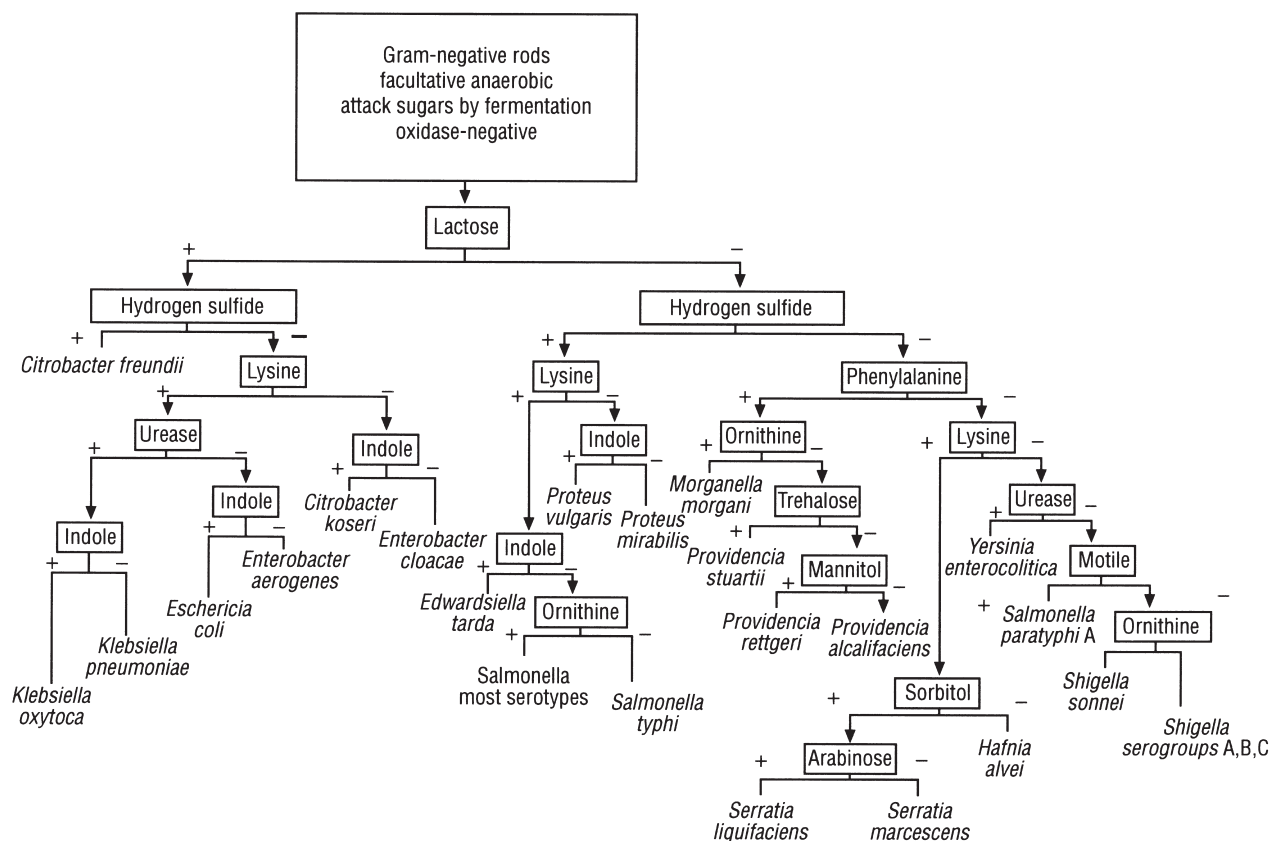 Gram-negative rods
facultative anaerobic
attack sugars by fermentation
oxidase-negative
Lactose
+
–
Hydrogen sulfide
Hydrogen sulfide
+
–
Citrobacter freundii
Lysine
+
–
Lysine
Phenylalanine
+
–
Urease
Indole
+
–
Indole
+
–
Ornithine
Lysine
+
–
Indole
+
–
Citrobacter
koseri
Enterobacter
cloacae
+
–
Proteus
vulgaris
Proteus
mirabilis
+
–
Morganella
morgani
Trehalose
+
–
Urease
Indole
+
–
Enterobacter
aerogenes
Eschericia
coli
Indole
+
–
Edwardsiella
tarda
Ornithine
+
–
Providencia
stuartii
Mannitol
+
–
Yersinia
enterocolitica
Motile
+
–
Klebsiella
oxytoca
Klebsiella
pneumoniae
+
–
Salmonella
most serotypes
Salmonella
typhi
+
–
Providencia
rettgeri
Providencia
alcalifaciens
+
–
Salmonella
paratyphi A
Ornithine
Shigella
sonnei
Shigella
serogroups A,B,C
Sorbitol
+
–
Hafnia
alvei
Arabinose
+
–
Serratia
liquifaciens
Serratia
marcescens